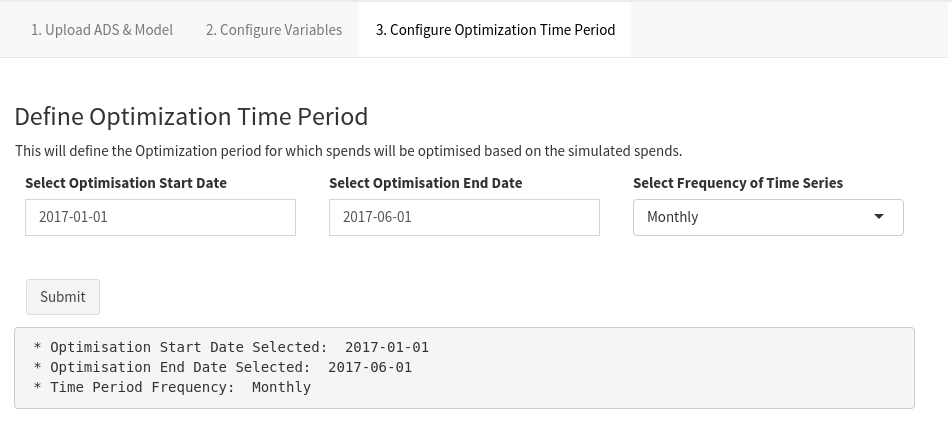 1. Upload ADS & Model 2. Configure Variables 3. Configure Optimization Time Period
Define Optimization Time Period
This will define the Optimization period for which spends will be optimised based on the simulated spends.
Select Optimisation Start Date Select Optimisation End Date Select Frequency of Time Series
2017-01-01 2017-06-01 Monthly
Submit
* Optimisation Start Date Selected: 2017-01-01
* Optimisation End Date Selected: 2017-06-01
* Time Period Frequency: Monthly